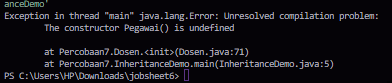 anceDemo'
Exception in thread "main" java.lang.Error: Unresolved compilation problem:
The constructor Pegawai() is undefined
at Percobaan7.Dosen.<init>(Dosen.java:71)
at Percobaan7.InheritanceDemo.main(InheritanceDemo.java:5)
PS C:\Users\HP\Downloads\jobsheet6>